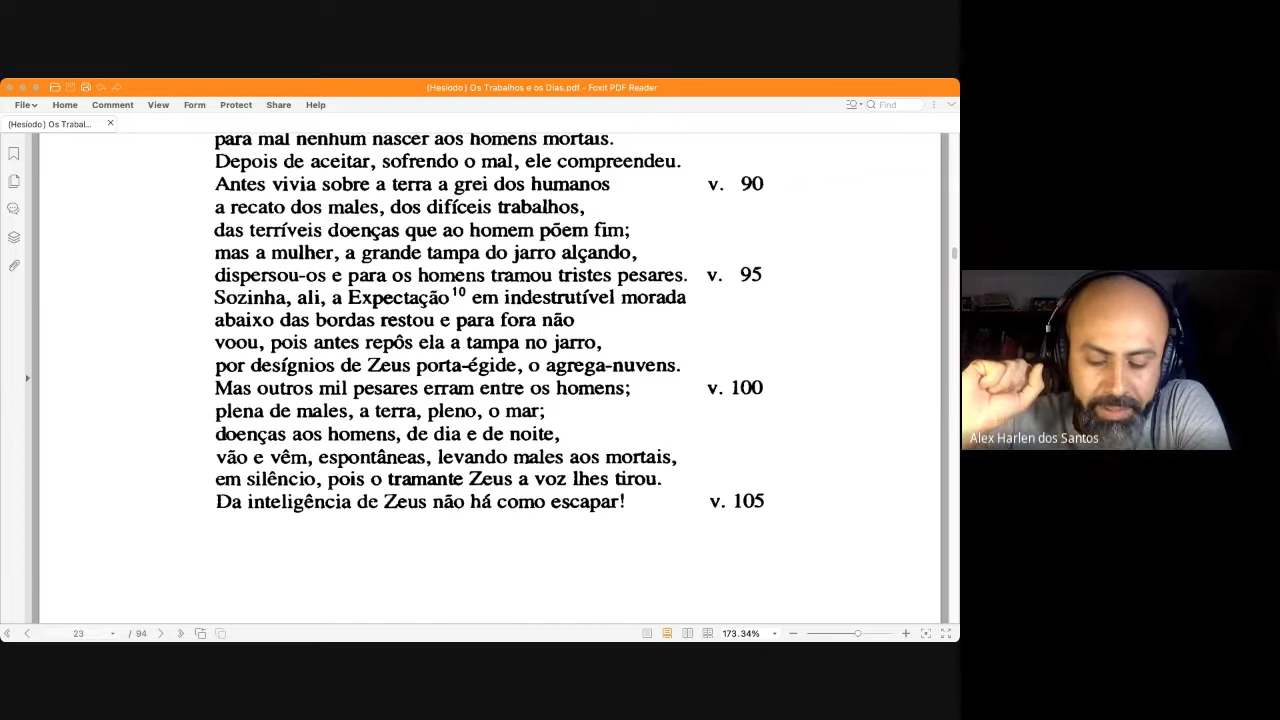 (Hesíodo) Os Trabalhos e os Dias.pdf - Foxit PDF Reader
File Home Comment View Form Protect Share Help Find
(Hesíodo) Os Trabal...
para mal nenhum nascer aos homens mortais.
Depois de aceitar, sofrendo o mal, ele compreendeu.
Antes vivia sobre a terra a grei dos humanos v. 90
a recato dos males, dos difíceis trabalhos,
das terríveis doenças que ao homem põem fim;
mas a mulher, a grande tampa do jarro alçando,
dispersou-os e para os homens tramou tristes pesares. v. 95
Sozinha, ali, a Expectação¹⁰ em indestrutível morada
abaixo das bordas restou e para fora não
voou, pois antes repôs ela a tampa no jarro,
por desígnios de Zeus porta-égide, o agrega-nuvens.
Mas outros mil pesares erram entre os homens; v. 100
plena de males, a terra, pleno, o mar;
doenças aos homens, de dia e de noite,
vão e vêm, espontâneas, levando males aos mortais,
em silêncio, pois o tramante Zeus a voz lhes tirou.
Da inteligência de Zeus não há como escapar! v. 105
Alex Harlen dos Santos
23 / 94 173.34%